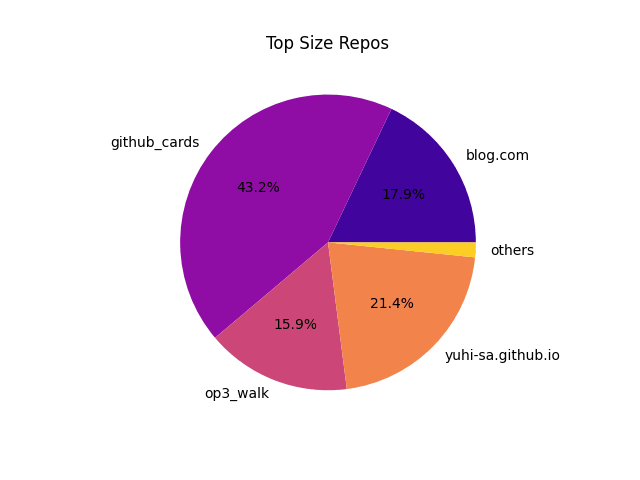 Top Size Repos
github_cards
blog.com
43.2%
17.9%
others
21.4%
15.9%
yuhi-sa.github.io
op3_walk